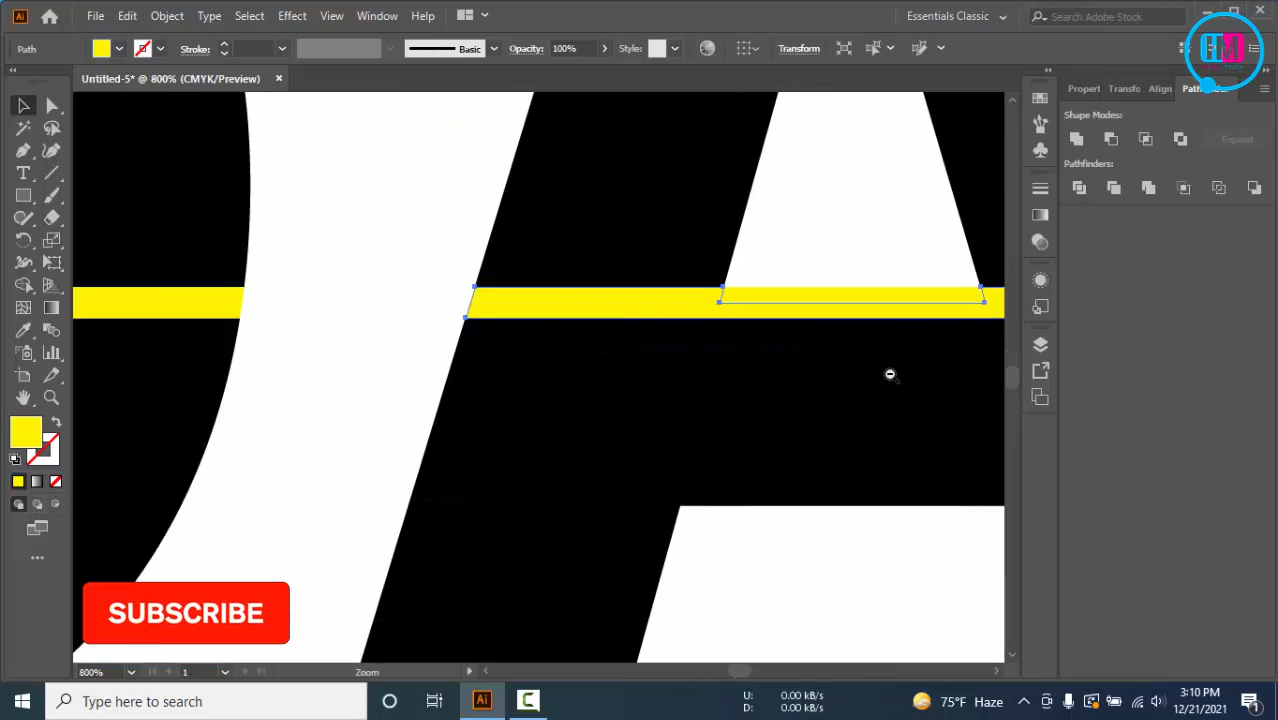 Ai File Edit Object Type Select Effect View Window Help Essentials Classic Search Adobe Stock
Path Stroke: Basic Opacity: 100% Style: Transform
Untitled-5* @ 800% (CMYK/Preview)
Propert Transfo Align
Shape Modes:
Expand
Pathfinders:
SUBSCRIBE
800% 1 Zoom
Type here to search
Ai
U: 0.00 kB/s
D: 0.00 kB/s
75°F Haze
3:10 PM
12/21/2021